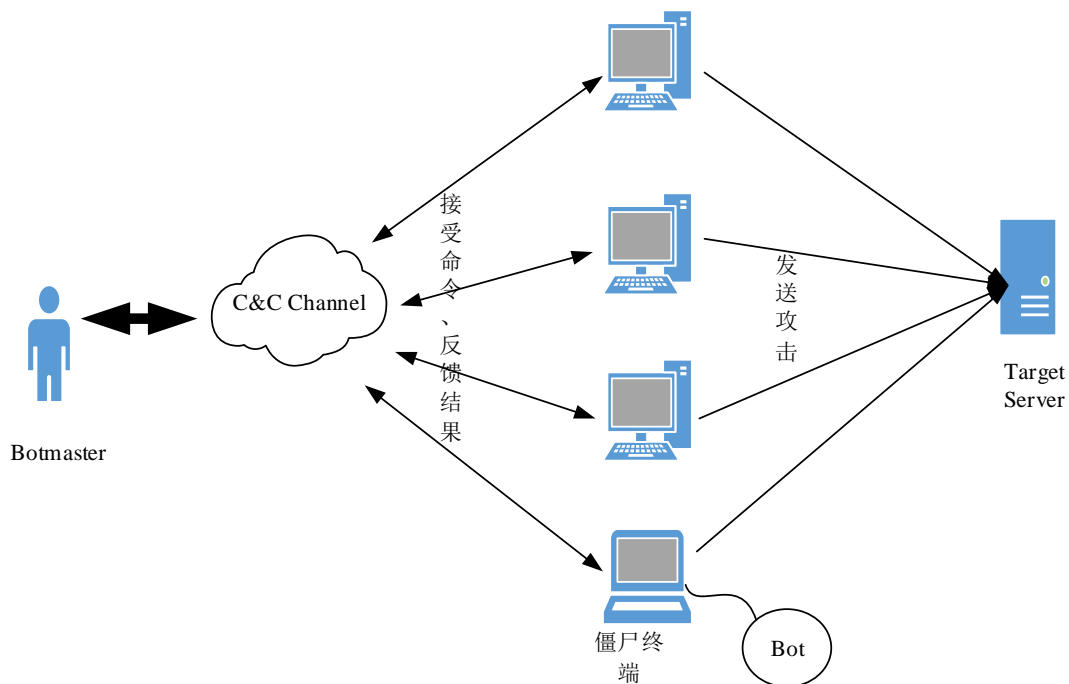 接受命令、反馈结果
发送攻击
C&C Channel
Botmaster
Target
Server
僵尸终
端
Bot